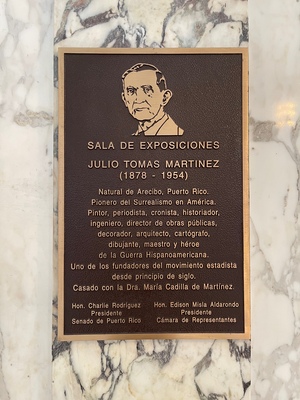 SALA DE EXPOSICIONES
JULIO TOMAS MARTINEZ
(1878 - 1954)
Natural de Arecibo, Puerto Rico.
Pionero del Surrealismo en América.
Pintor, periodista, cronista, historiador,
ingeniero, director de obras públicas,
decorador, arquitecto, cartógrafo,
dibujante, maestro y héroe
de la Guerra Hispanoamericana.
Uno de los fundadores del movimiento estadista
desde principio de siglo.
Casado con la Dra. María Cadilla de Martínez.
Hon. Charlie Rodríguez
Presidente
Senado de Puerto Rico
Hon. Edison Misla Aldarondo
Presidente
Cámara de Representantes